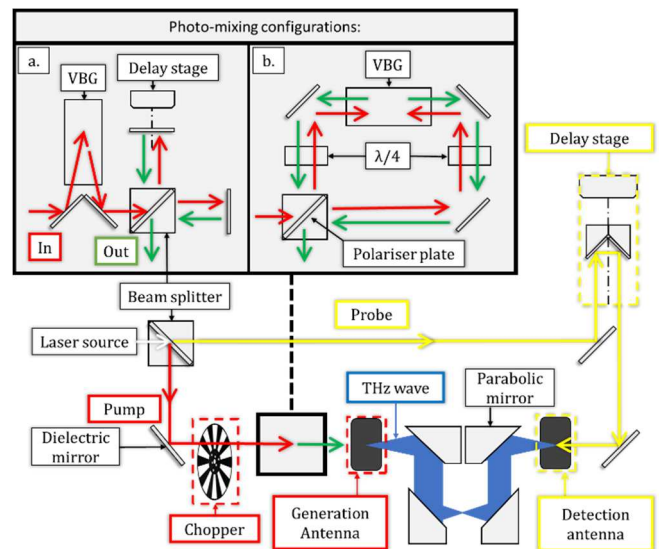 Photo-mixing configurations:
a.
VBG
Delay stage
b.
VBG
λ/4
In
Out
Polariser plate
Delay stage
Beam splitter
Probe
Laser source
THz wave
Parabolic
mirror
Pump
Dielectric
mirror
Chopper
Generation
Antenna
Detection
antenna